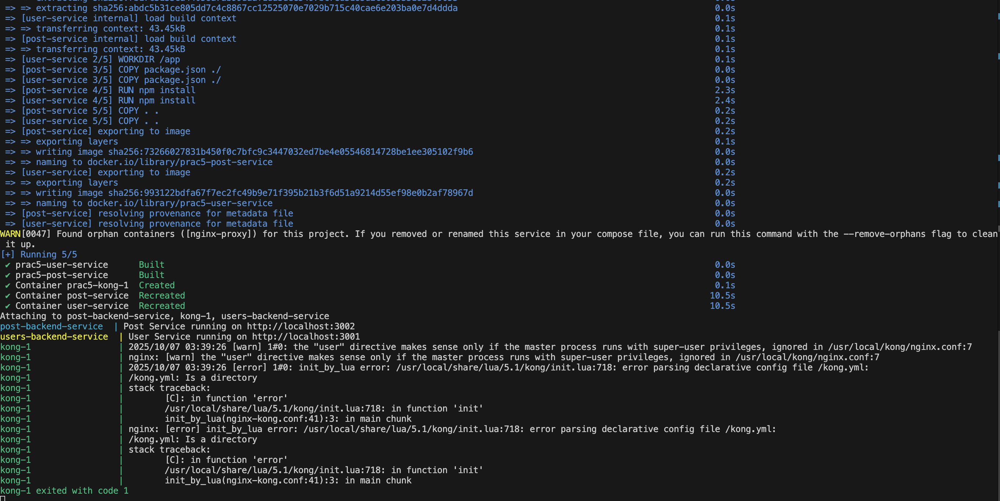 => => extracting sha256:abdc5b31ce805dd7c4c8867cc12525070e7029b715c40cae6e203ba0e7d4ddda 0.0s
=> [user-service internal] load build context 0.1s
=> => transferring context: 43.45kB 0.1s
=> [post-service internal] load build context 0.1s
=> => transferring context: 43.45kB 0.1s
=> [user-service 2/5] WORKDIR /app 0.1s
=> [post-service 3/5] COPY package.json ./ 0.0s
=> [user-service 3/5] COPY package.json ./ 0.0s
=> [post-service 4/5] RUN npm install 2.3s
=> [user-service 4/5] RUN npm install 2.4s
=> [post-service 5/5] COPY . . 0.2s
=> [user-service 5/5] COPY . . 0.2s
=> [post-service] exporting to image 0.2s
=> => exporting layers 0.1s
=> => writing image sha256:73266027831b450f0c7bfc9c3447032ed7be4e05546814728be1ee305102f9b6 0.0s
=> => naming to docker.io/library/prac5-post-service 0.0s
=> [user-service] exporting to image 0.2s
=> => exporting layers 0.2s
=> => writing image sha256:993122bdfa67f7ec2fc49b9e71f395b21b3f6d51a9214d55ef98e0b2af78967d 0.0s
=> => naming to docker.io/library/prac5-user-service 0.0s
=> [post-service] resolving provenance for metadata file 0.0s
=> [user-service] resolving provenance for metadata file 0.0s
WARN[0047] Found orphan containers ([nginx-proxy]) for this project. If you removed or renamed this service in your compose file, you can run this command with the --remove-orphans flag to clean
it up.
[+] Running 5/5
✔ prac5-user-service Built 0.0s
✔ prac5-post-service Built 0.0s
✔ Container prac5-kong-1 Created 0.1s
✔ Container post-service Recreated 10.5s
✔ Container user-service Recreated 10.5s
Attaching to post-backend-service, kong-1, users-backend-service
post-backend-service | Post Service running on http://localhost:3002
users-backend-service | User Service running on http://localhost:3001
kong-1 | 2025/10/07 03:39:26 [warn] 1#0: the "user" directive makes sense only if the master process runs with super-user privileges, ignored in /usr/local/kong/nginx.conf:7
kong-1 | nginx: [warn] the "user" directive makes sense only if the master process runs with super-user privileges, ignored in /usr/local/kong/nginx.conf:7
kong-1 | 2025/10/07 03:39:26 [error] 1#0: init_by_lua error: /usr/local/share/lua/5.1/kong/init.lua:718: error parsing declarative config file /kong.yml:
kong-1 | /kong.yml: Is a directory
kong-1 | stack traceback:
kong-1 | [C]: in function 'error'
kong-1 | /usr/local/share/lua/5.1/kong/init.lua:718: in function 'init'
kong-1 | init_by_lua(nginx-kong.conf:41):3: in main chunk
kong-1 | nginx: [error] init_by_lua error: /usr/local/share/lua/5.1/kong/init.lua:718: error parsing declarative config file /kong.yml:
kong-1 | /kong.yml: Is a directory
kong-1 | stack traceback:
kong-1 | [C]: in function 'error'
kong-1 | /usr/local/share/lua/5.1/kong/init.lua:718: in function 'init'
kong-1 | init_by_lua(nginx-kong.conf:41):3: in main chunk
kong-1 exited with code 1